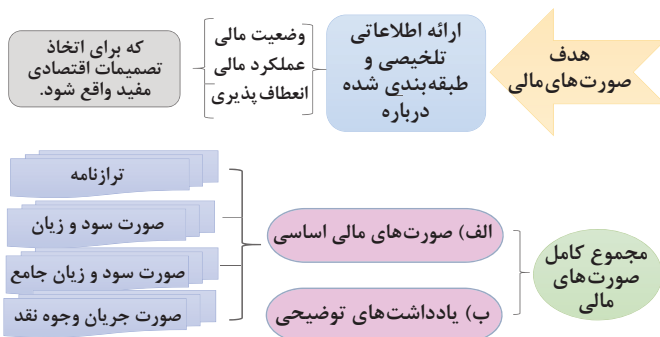 هدف
صورت‌های‌مالی
ارائه اطلاعاتی
تلخیصی و
طبقه‌بندی شده
درباره
وضعیت مالی
عملکرد مالی
انعطاف‌پذیری
که برای اتخاذ
تصمیمات اقتصادی
مفید واقع شود.
مجموع کامل
صورت‌های
مالی
الف) صورت‌های مالی اساسی
ب) یادداشت‌های توضیحی
ترازنامه
صورت سود و زیان
صورت سود و زیان جامع
صورت جریان وجوه نقد